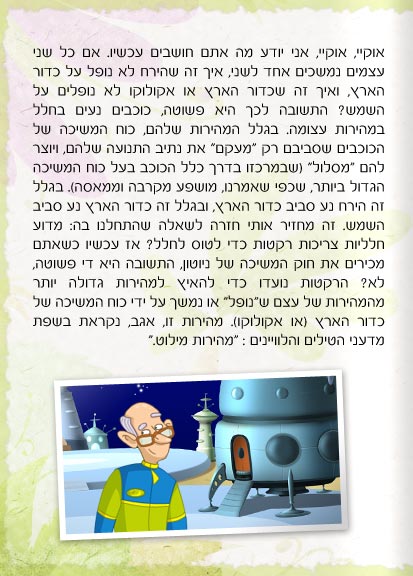 אוקיי, אוקיי, אני יודע מה אתם חושבים עכשיו. אם כל שני
עצמים נמשכים אחד לשני, איך זה שהירח לא נופל על כדור
הארץ, ואיך זה שכדור הארץ או אקולוקו לא נופלים על
השמש? התשובה לכך היא פשוטה, כוכבים נעים בחלל
במהירות עצומה. בגלל המהירות שלהם, כוח המשיכה של
הכוכבים שסביבם רק "מעקם" את נתיב התנועה שלהם, ויוצר
להם "מסלול" (שבמרכזו בדרך כלל הכוכב בעל כוח המשיכה
הגדול ביותר, שכפי שאמרנו, מושפע מקרבה וממאסה). בגלל
זה הירח נע סביב כדור הארץ, ובגלל זה כדור הארץ נע סביב
השמש. זה מחזיר אותי חזרה לשאלה שהתחלנו בה: מדוע
חלליות צריכות רקטות כדי לטוס לחלל? אז עכשיו כשאתם
מכירים את חוק המשיכה של ניוטון, התשובה היא די פשוטה,
לא? הרקטות נועדו כדי להאיץ למהירות גדולה יותר
מהמהירות של עצם ש"נופל" או נמשך על ידי כוח המשיכה של
כדור הארץ (או אקולוקו). מהירות זו, אגב, נקראת בשפת
מדעני הטילים והלוויינים : "מהירות מילוט".